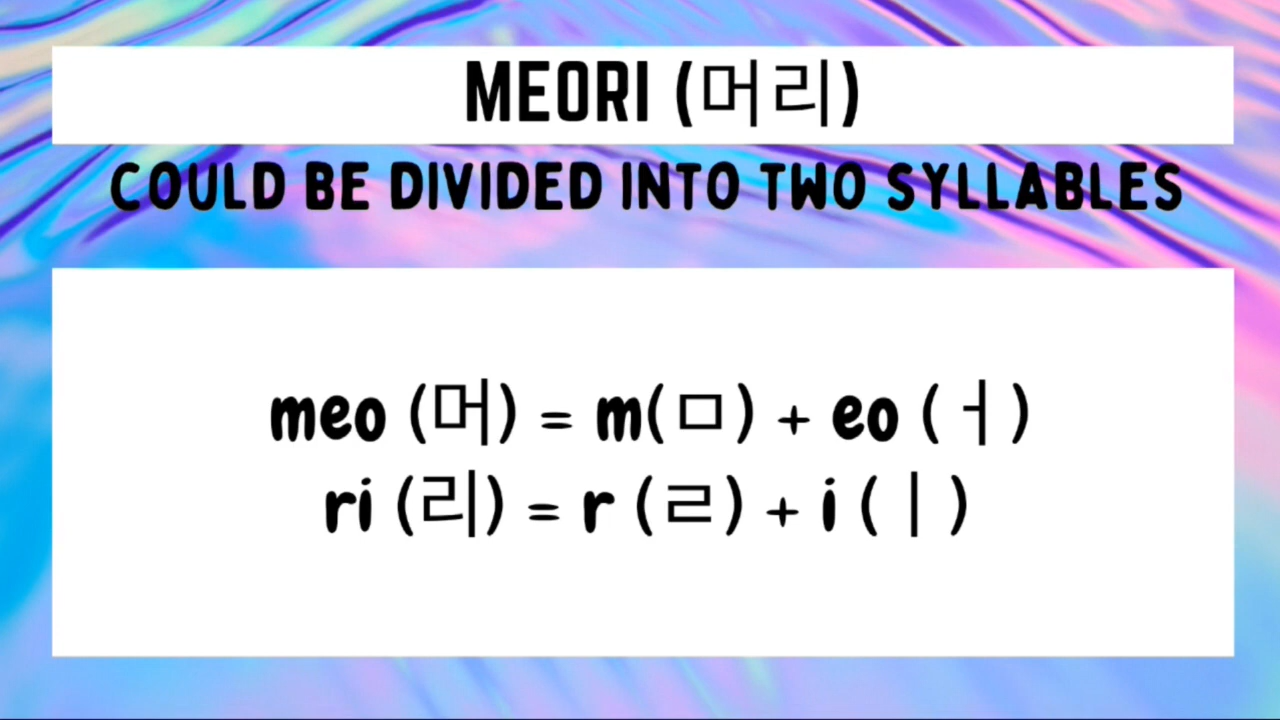 MEORI (머리)
COULD BE DIVIDED INTO TWO SYLLABLES
meo (머) = m(ㅁ) + eo (ㅓ)
ri (리) = r (ㄹ) + i (ㅣ)